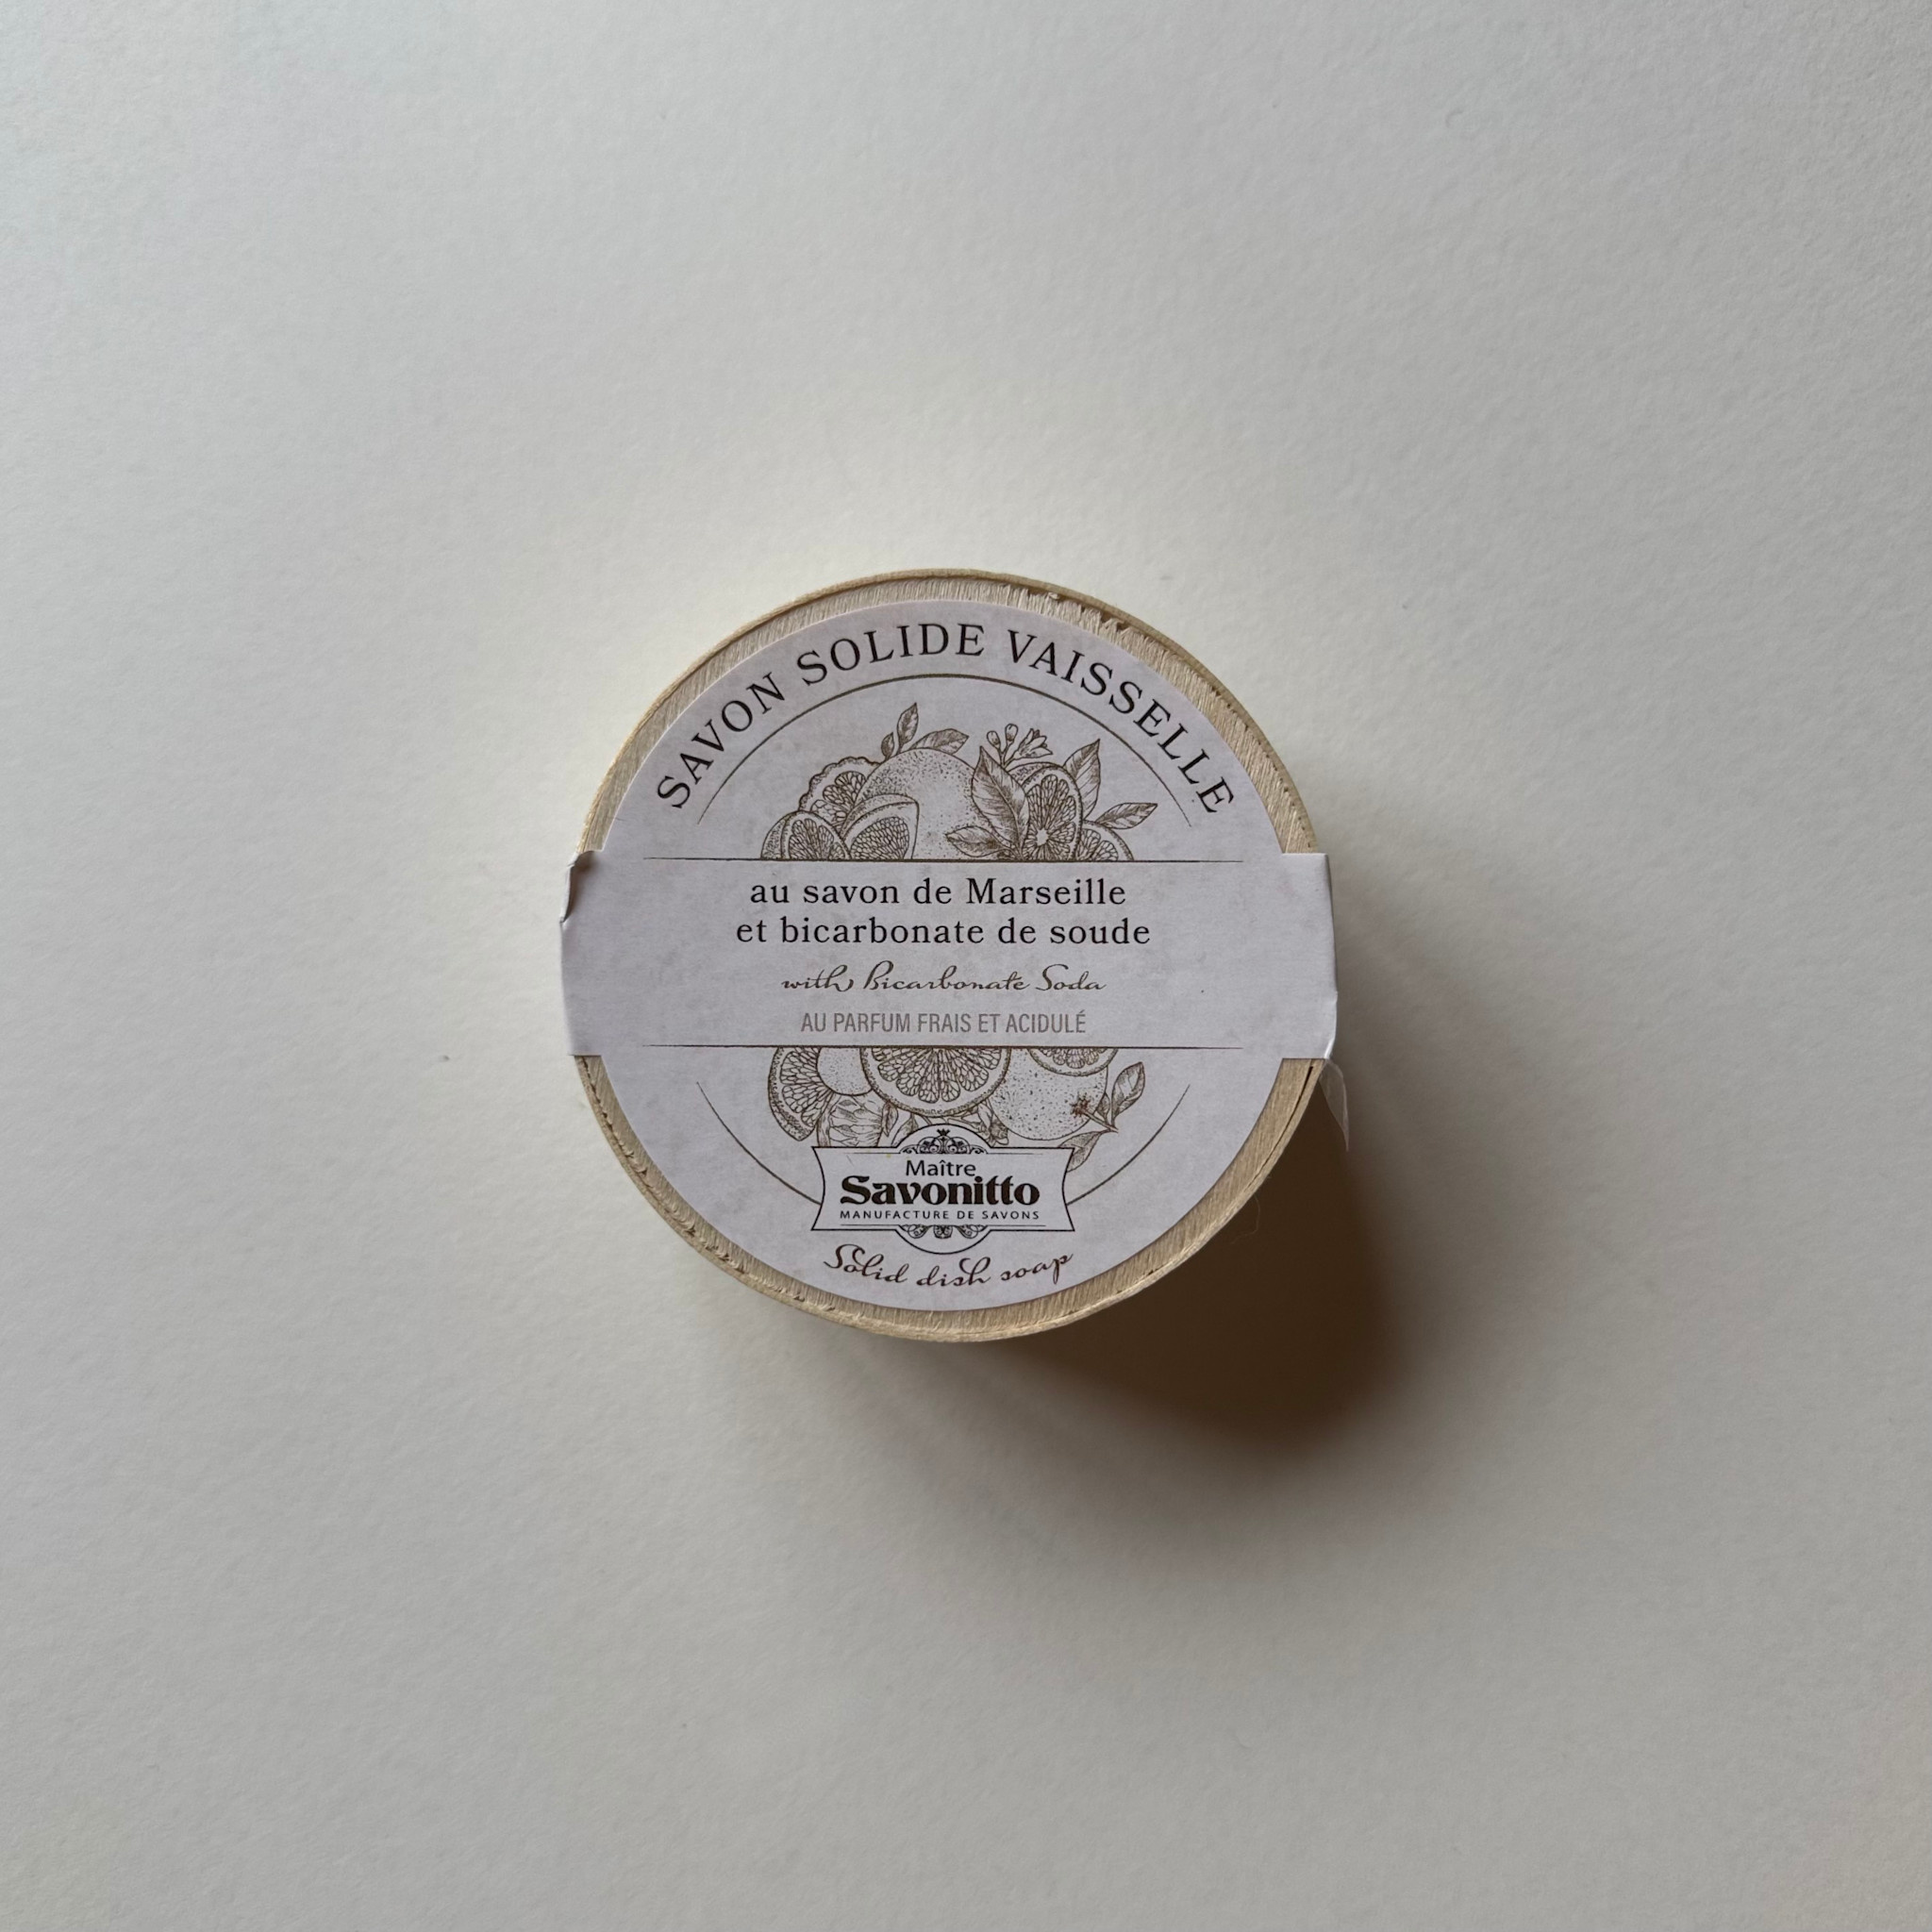 SAVON SOLIDE VAISSELLE
au savon de Marseille
et bicarbonate de soude
with Bicarbonate Soda
AU PARFUM FRAIS ET ACIDULÉ
Maître
Savonitto
MANUFACTURE DE SAVONS
Solid dish soap